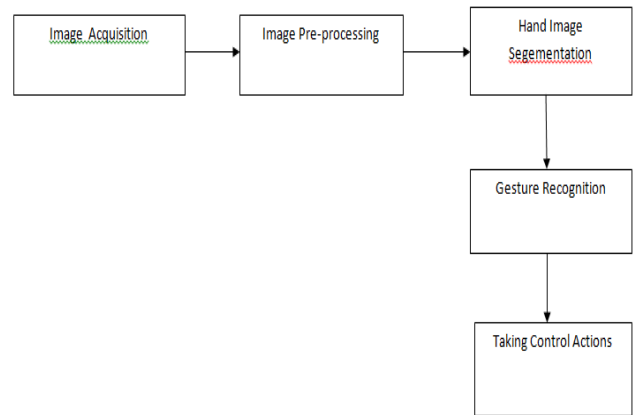 Image Acquisition
Image Pre-processing
Hand Image
Segementation
Gesture Recognition
Taking Control Actions